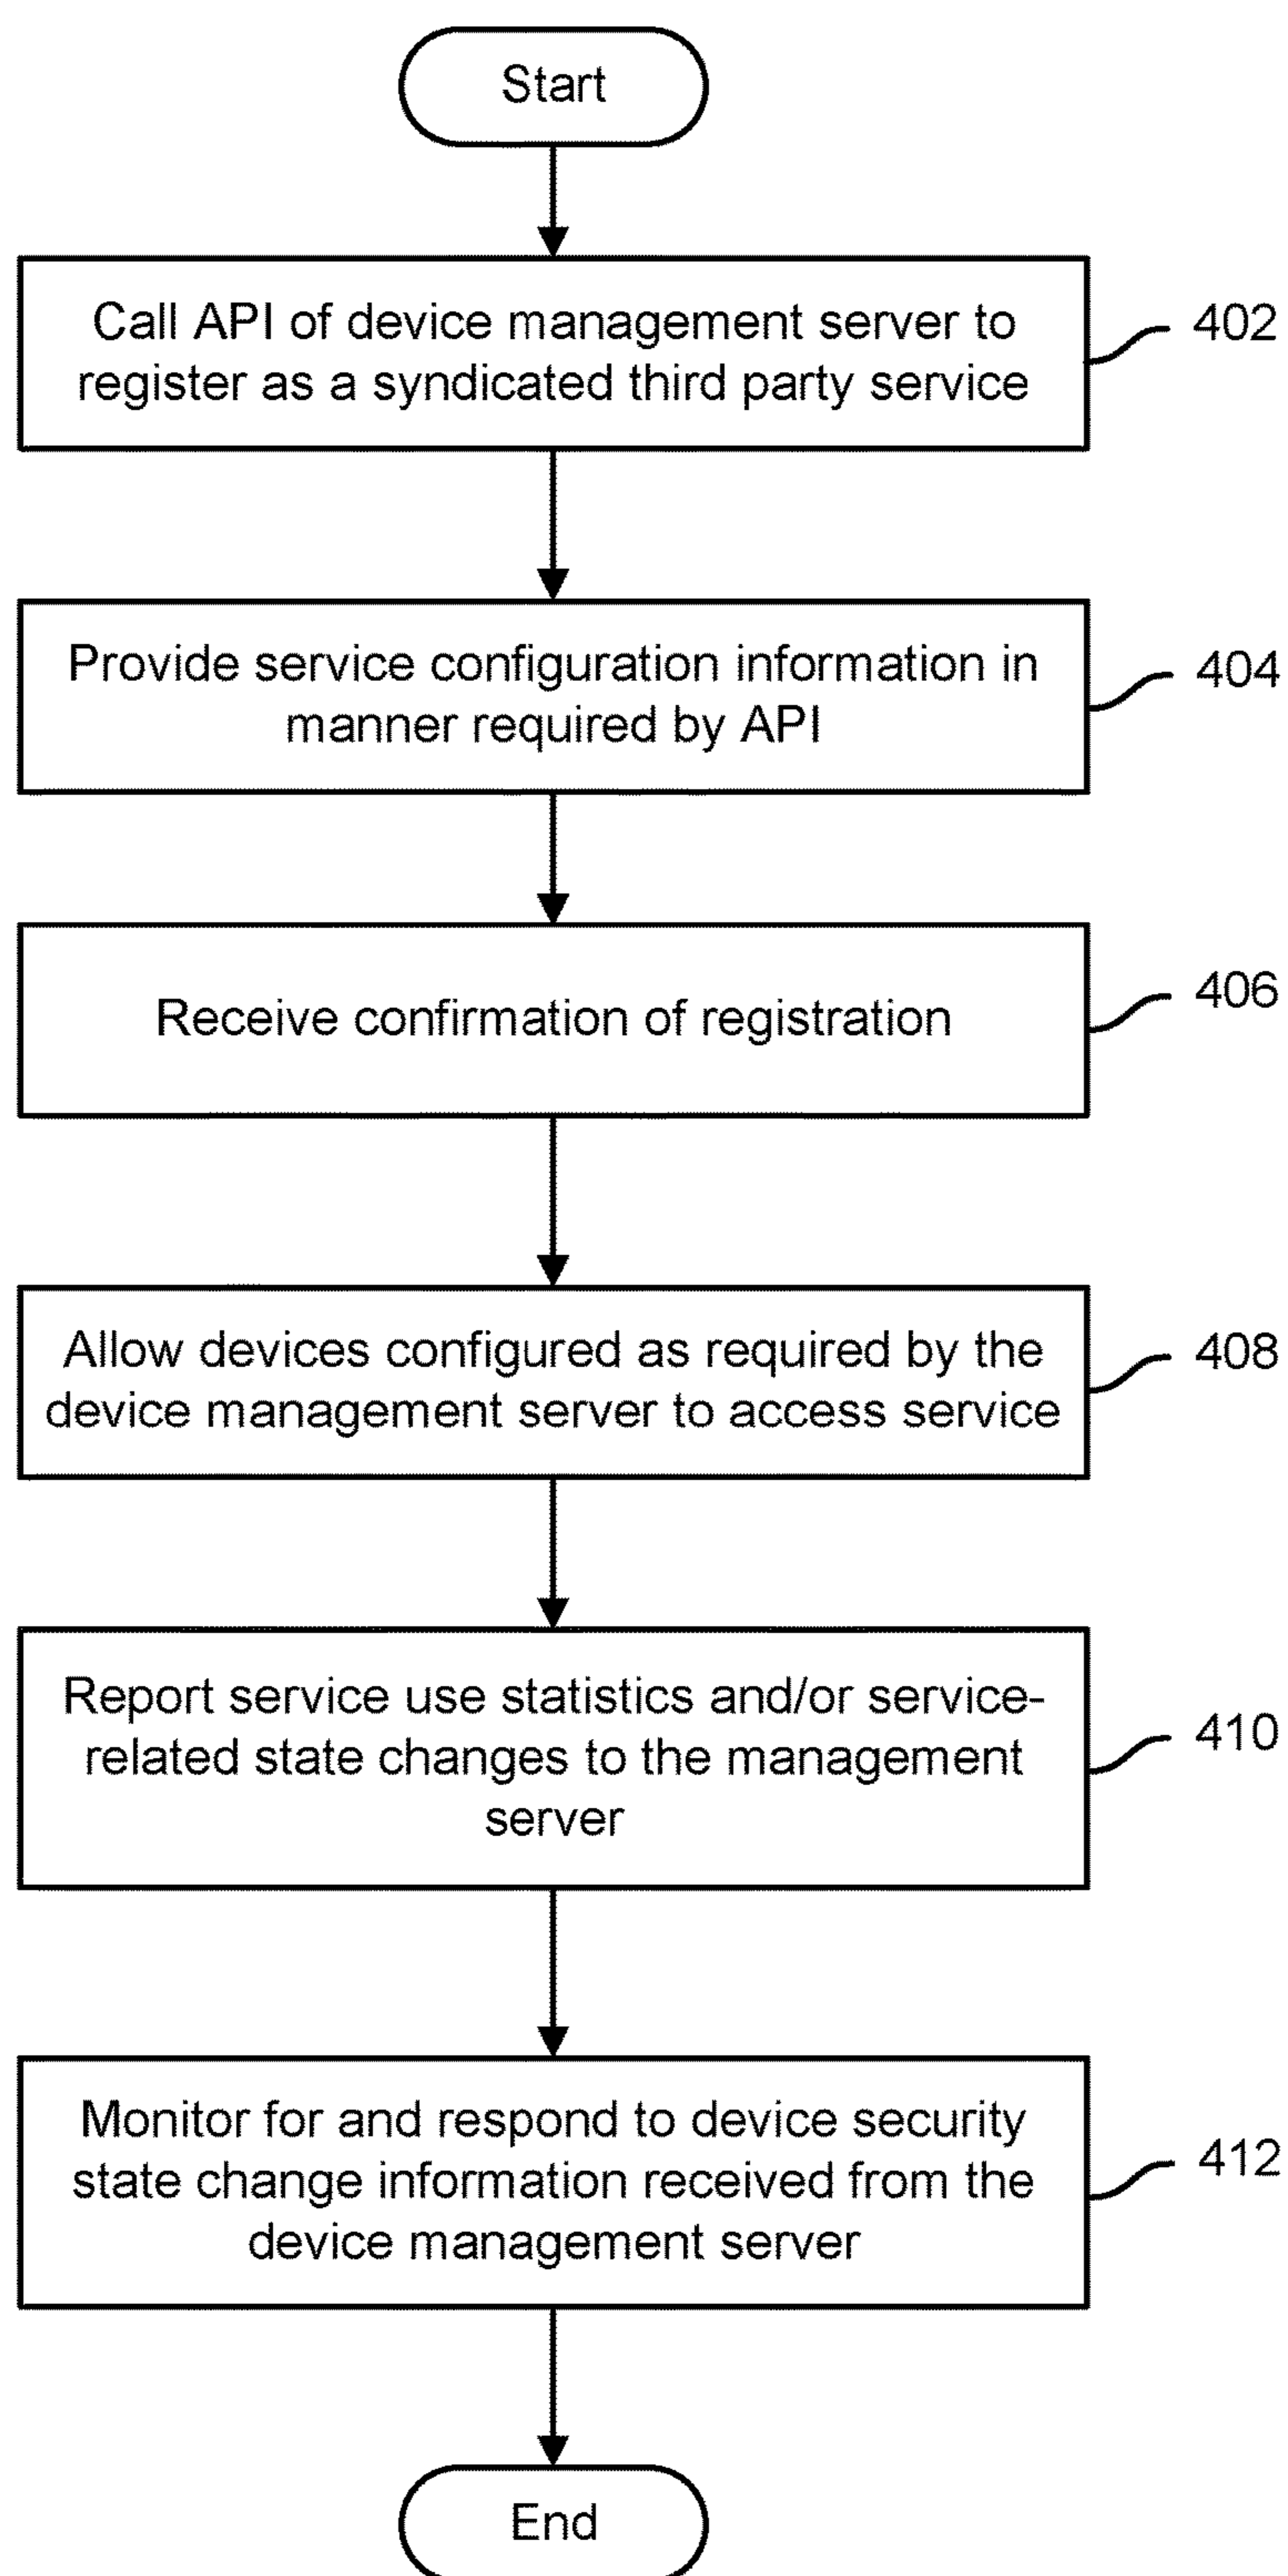 Start
Call API of device management server to
register as a syndicated third party service
402
Provide service configuration information in
manner required by API
404
Receive confirmation of registration
406
Allow devices configured as required by the
device management server to access service
408
Report service use statistics and/or service-
related state changes to the management
server
410
Monitor for and respond to device security
state change information received from the
device management server
412
End